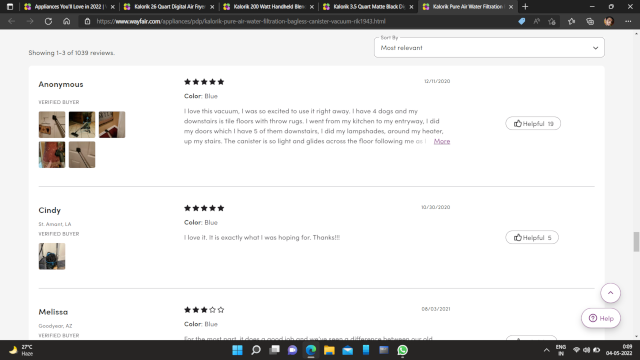 Appliances You'll Love in 2022 |
Kalorik 26 Quart Digital Air Fryer
Kalorik 200 Watt Handheld Blend
Kalorik 3.5 Quart Matte Black Di
Kalorik Pure Air Water Filtration
https://www.wayfair.com/appliances/pdp/kalorik-pure-air-water-filtration-bagless-canister-vacuum-rlk1943.html
Showing 1-3 of 1039 reviews.
Sort By
Most relevant
Anonymous
VERIFIED BUYER
12/11/2020
Color: Blue
I love this vacuum, I was so excited to use it right away. I have 4 dogs and my
downstairs is tile floors with throw rugs. I went from my kitchen to my entryway, I did
my doors which I have 5 of them downstairs, I did my lampshades, around my heater,
up my stairs. The canister is so light and glides across the floor following me as I
More
Helpful 19
Cindy
St. Amant, LA
VERIFIED BUYER
10/30/2020
Color: Blue
I love it. It is exactly what I was hoping for. Thanks!!!
Helpful 5
Melissa
Goodyear, AZ
VERIFIED BUYER
08/03/2021
Color: Blue
For the most part, it does a good job and we've seen a difference between our old
Help
27°C
Haze
ENG
IN
0:09
04-05-2022